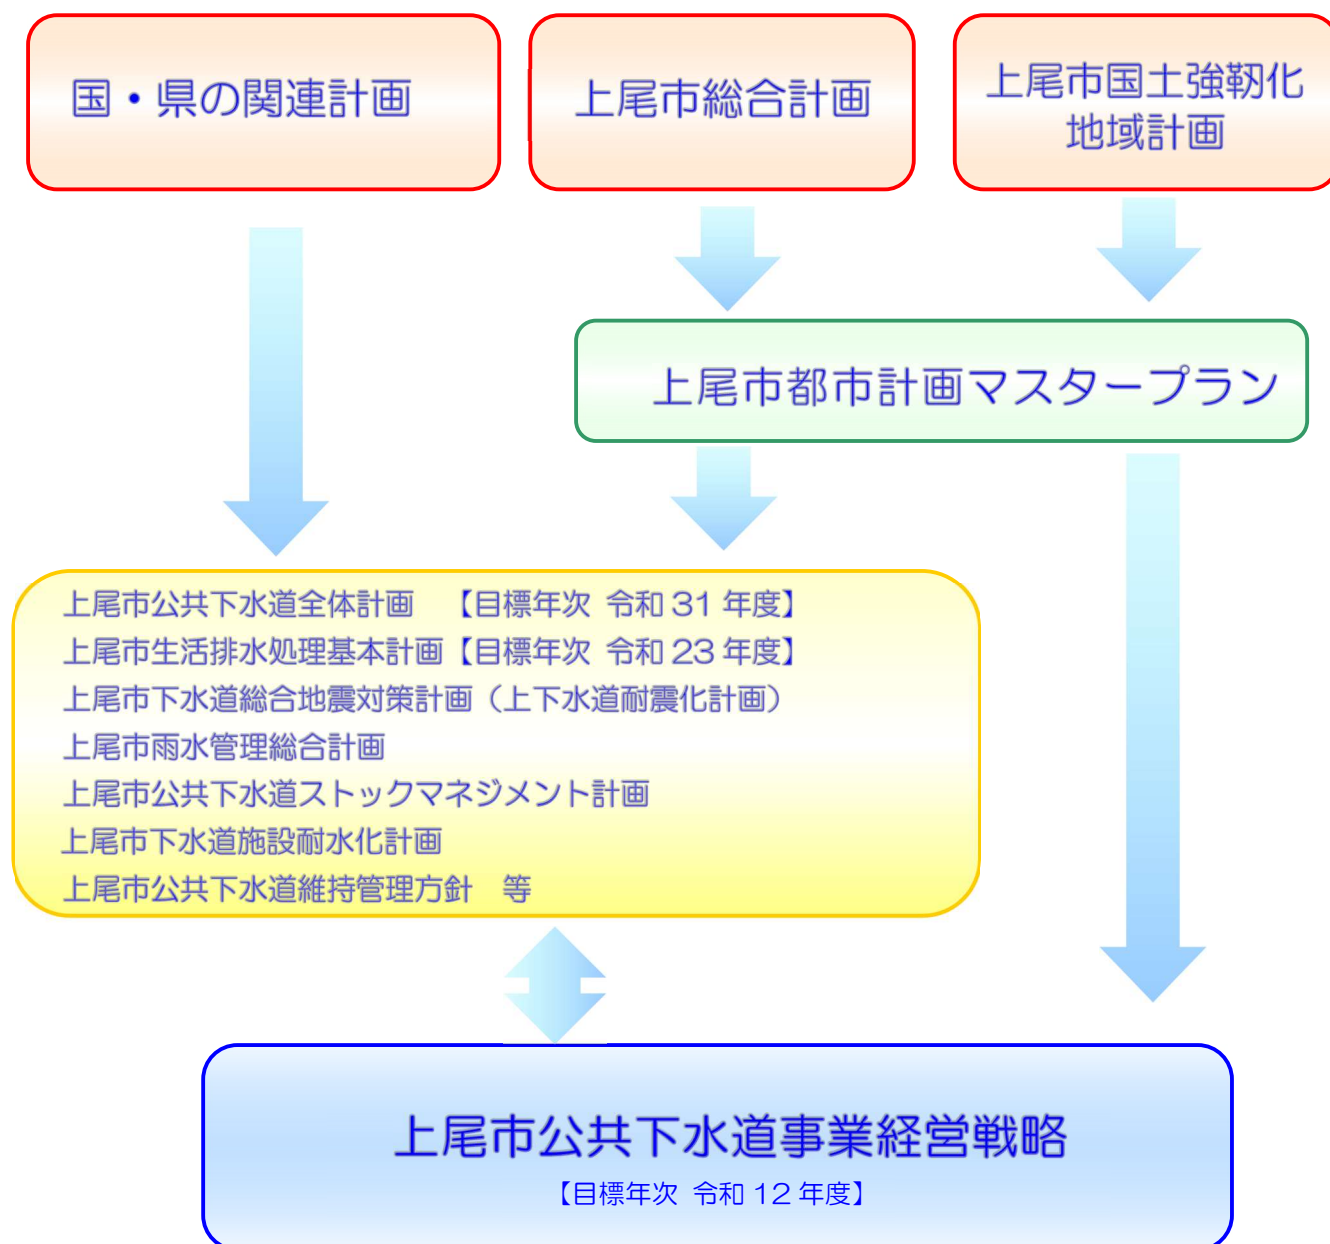 国・県の関連計画
上尾市総合計画
上尾市国土強靭化
地域計画
上尾市都市計画マスタープラン
上尾市公共下水道全体計画　【目標年次 令和 31 年度】
上尾市生活排水処理基本計画【目標年次 令和 23 年度】
上尾市下水道総合地震対策計画（上下水道耐震化計画）
上尾市雨水管理総合計画
上尾市公共下水道ストックマネジメント計画
上尾市下水道施設耐水化計画
上尾市公共下水道維持管理方針　等
上尾市公共下水道事業経営戦略
【目標年次 令和 12 年度】